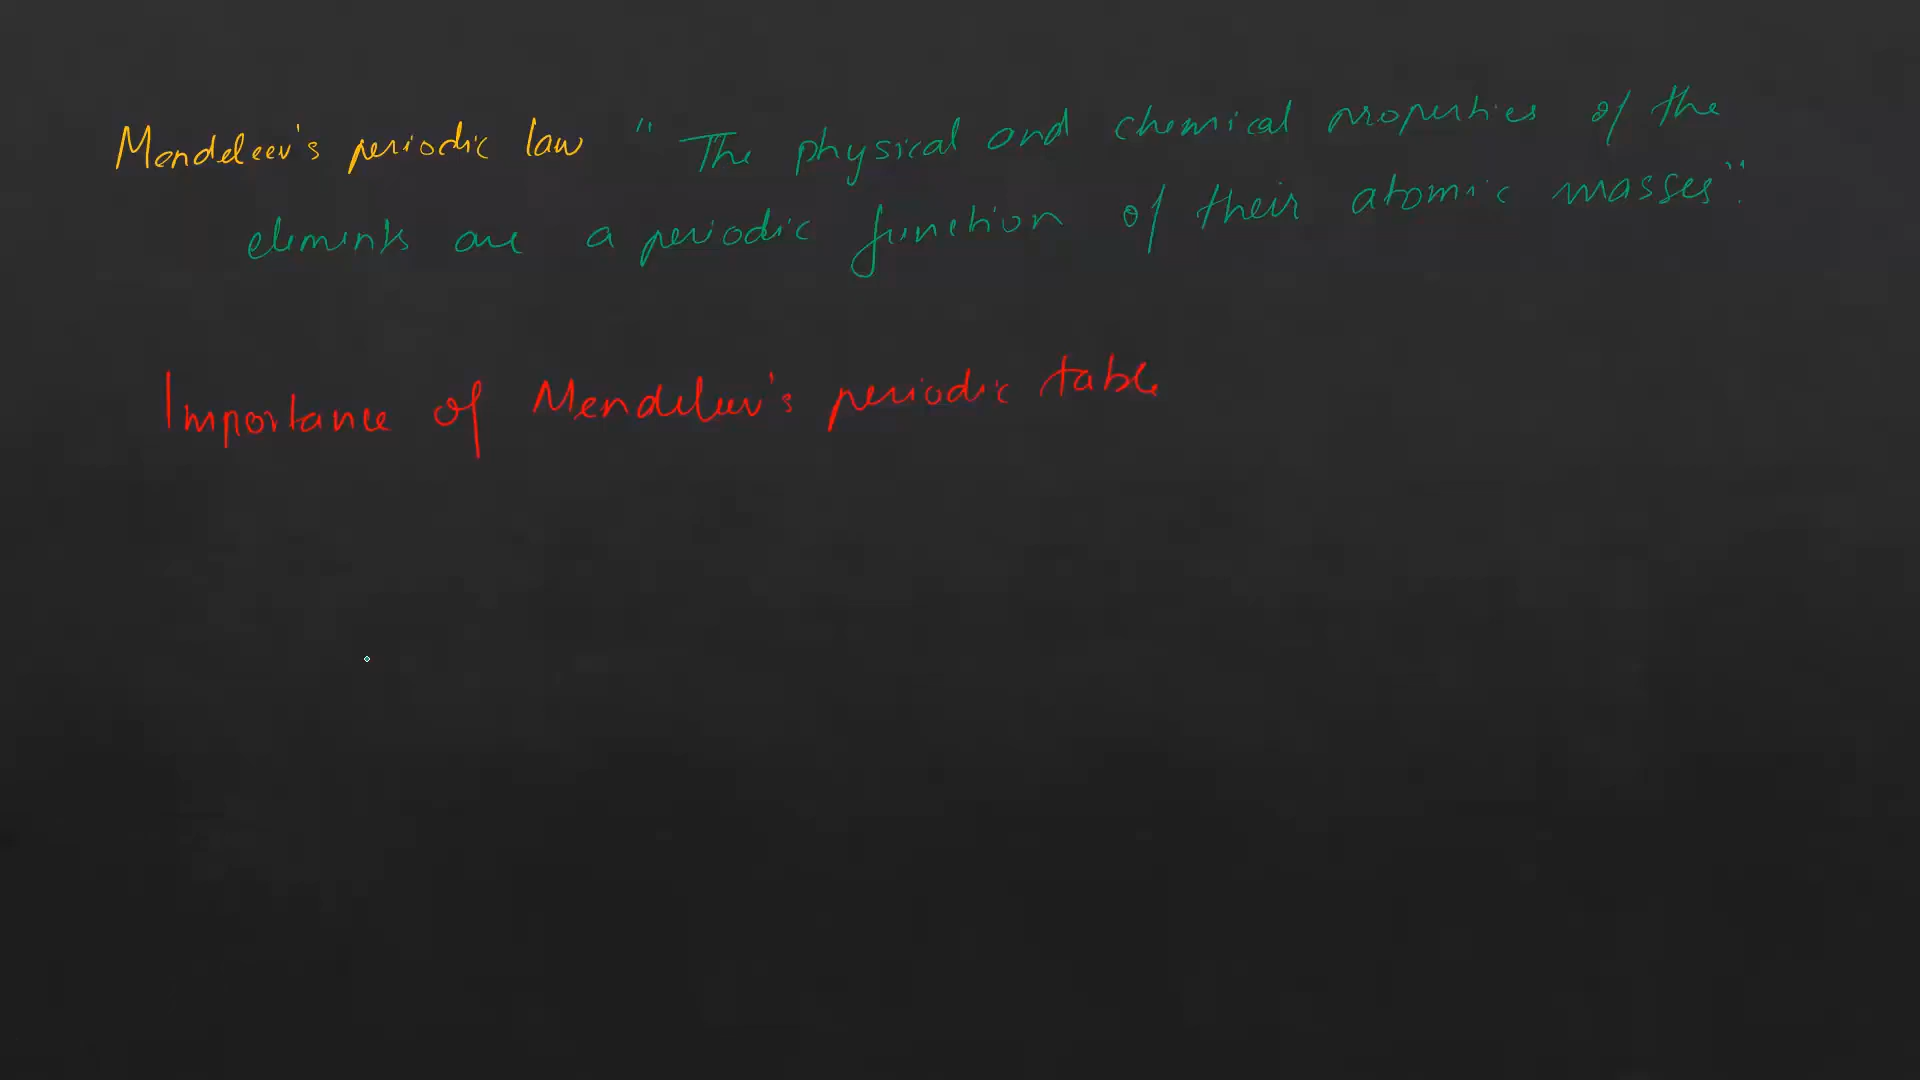 Mendeleev's periodic law " The physical and chemical properties of the
elements are a periodic function of their atomic masses".
Importance of Mendeleev's periodic table